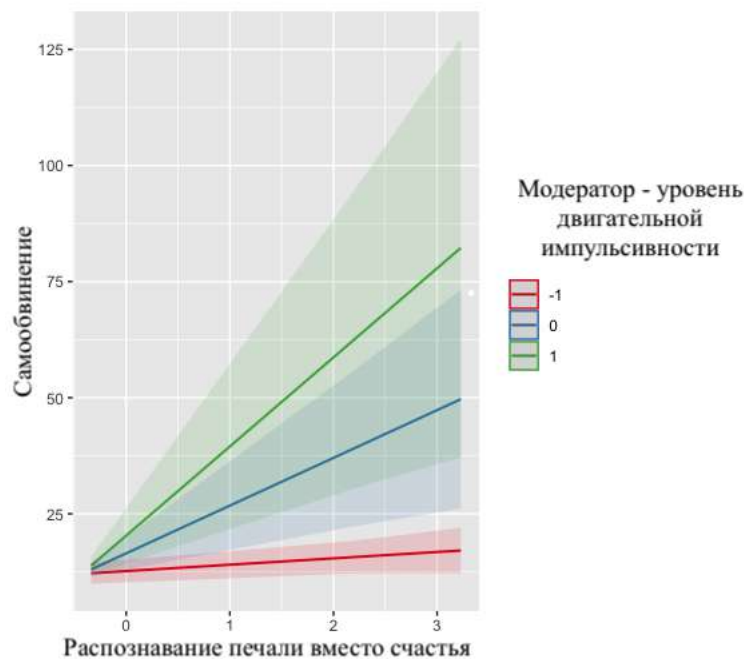 125
100
75
50
25
Самообвинение
0
1
2
3
Распознавание печали вместо счастья
Модератор - уровень
двигательной
импульсивности
-1
0
1